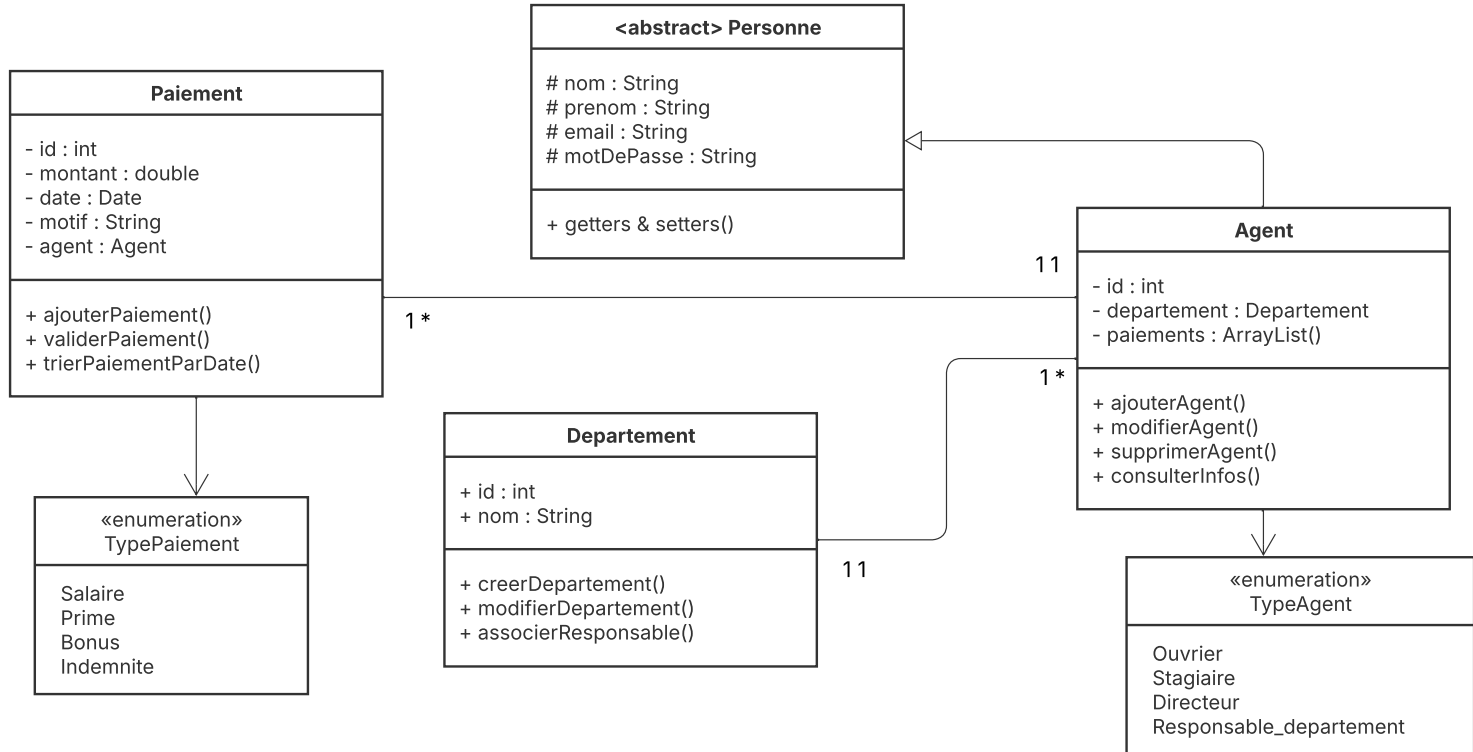 <abstract> Personne
# nom : String
# prenom : String
# email : String
# motDePasse : String
+ getters & setters()
Paiement
- id : int
- montant : double
- date : Date
- motif : String
- agent : Agent
+ ajouterPaiement()
+ validerPaiement()
+ trierPaiementParDate()
1*
11
Agent
- id : int
- departement : Departement
- paiements : ArrayList()
+ ajouterAgent()
+ modifierAgent()
+ supprimerAgent()
+ consulterInfos()
1*
Departement
+ id : int
+ nom : String
+ creerDepartement()
+ modifierDepartement()
+ associerResponsable()
11
«enumeration»
TypePaiement
Salaire
Prime
Bonus
Indemnite
«enumeration»
TypeAgent
Ouvrier
Stagiaire
Directeur
Responsable_departement